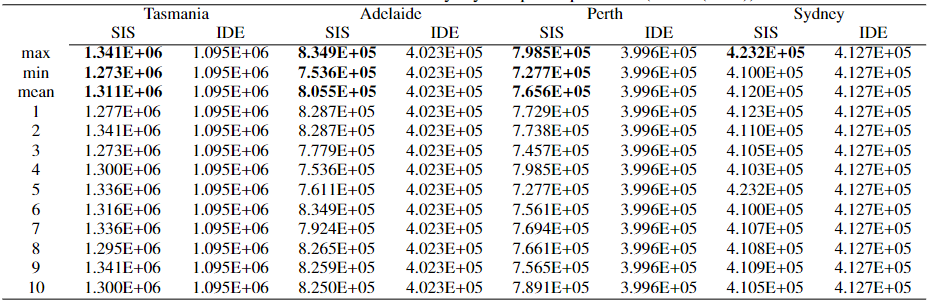 Tasmania Adelaide Perth Sydney
SIS IDE SIS IDE SIS IDE SIS IDE
max 1.341E+06 1.095E+06 8.349E+05 4.023E+05 7.985E+05 3.996E+05 4.232E+05 4.127E+05
min 1.273E+06 1.095E+06 7.536E+05 4.023E+05 7.277E+05 3.996E+05 4.100E+05 4.127E+05
mean 1.311E+06 1.095E+06 8.055E+05 4.023E+05 7.656E+05 3.996E+05 4.120E+05 4.127E+05
1 1.277E+06 1.095E+06 8.287E+05 4.023E+05 7.729E+05 3.996E+05 4.123E+05 4.127E+05
2 1.341E+06 1.095E+06 8.287E+05 4.023E+05 7.738E+05 3.996E+05 4.110E+05 4.127E+05
3 1.273E+06 1.095E+06 7.779E+05 4.023E+05 7.457E+05 3.996E+05 4.105E+05 4.127E+05
4 1.300E+06 1.095E+06 7.536E+05 4.023E+05 7.985E+05 3.996E+05 4.103E+05 4.127E+05
5 1.336E+06 1.095E+06 7.611E+05 4.023E+05 7.277E+05 3.996E+05 4.232E+05 4.127E+05
6 1.316E+06 1.095E+06 8.349E+05 4.023E+05 7.561E+05 3.996E+05 4.100E+05 4.127E+05
7 1.336E+06 1.095E+06 7.924E+05 4.023E+05 7.694E+05 3.996E+05 4.107E+05 4.127E+05
8 1.295E+06 1.095E+06 8.265E+05 4.023E+05 7.661E+05 3.996E+05 4.108E+05 4.127E+05
9 1.341E+06 1.095E+06 8.259E+05 4.023E+05 7.565E+05 3.996E+05 4.109E+05 4.127E+05
10 1.300E+06 1.095E+06 8.250E+05 4.023E+05 7.891E+05 3.996E+05 4.105E+05 4.127E+05